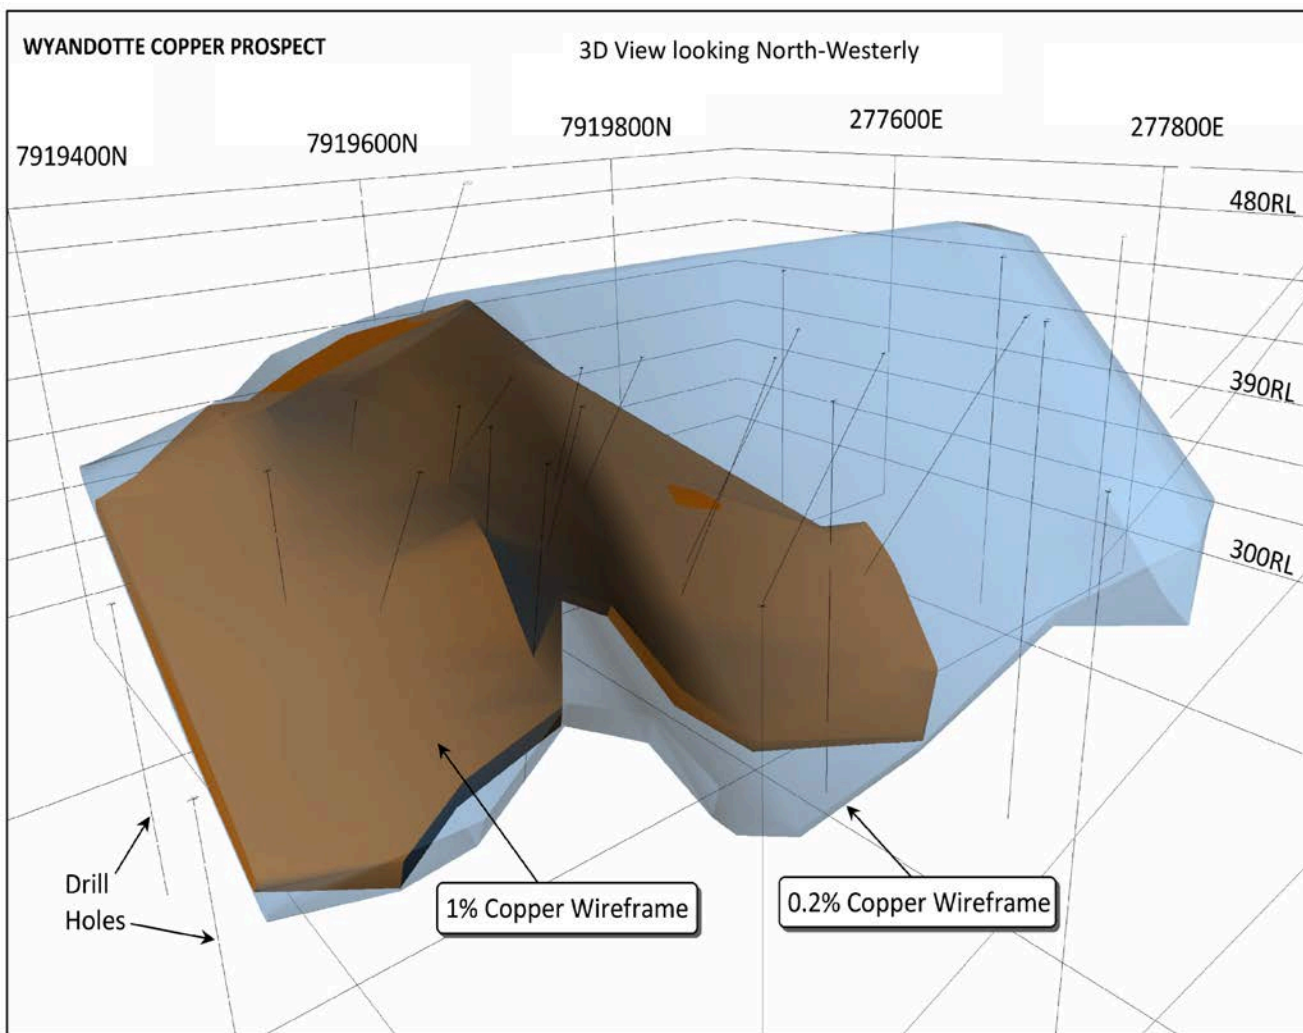 WYANDOTTE COPPER PROSPECT
3D View looking North-Westerly
7919400N
7919600N
7919800N
277600E
277800E
480RL
390RL
300RL
Drill
Holes
1% Copper Wireframe
0.2% Copper Wireframe